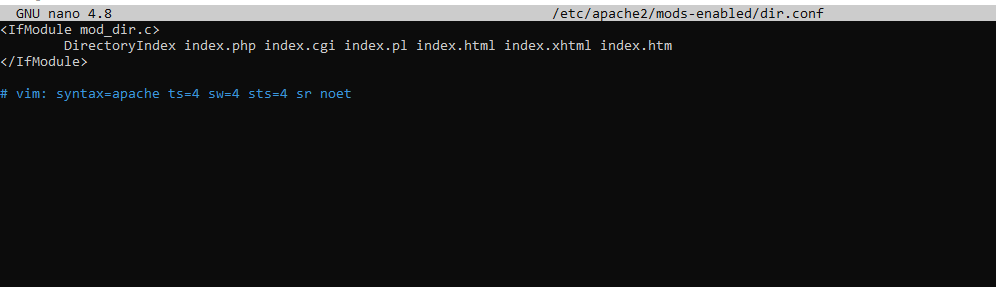 GNU nano 4.8 /etc/apache2/mods-enabled/dir.conf
<IfModule mod_dir.c>
DirectoryIndex index.php index.cgi index.pl index.html index.xhtml index.htm
</IfModule>
# vim: syntax=apache ts=4 sw=4 sts=4 sr noet